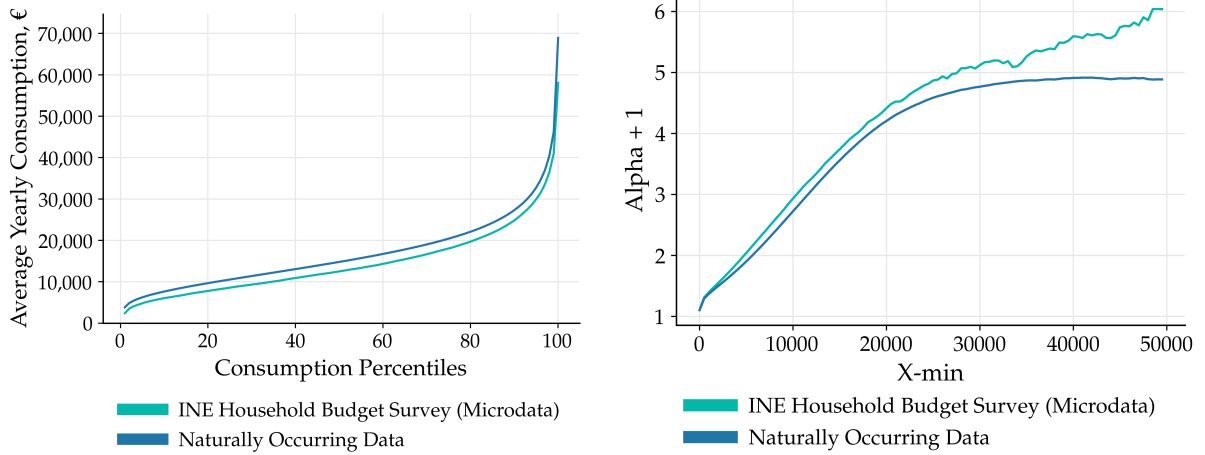 Average Yearly Consumption, €
70,000
60,000
50,000
40,000
30,000
20,000
10,000
0
0 20 40 60 80 100
Consumption Percentiles
INE Household Budget Survey (Microdata)
Naturally Occurring Data
Alpha + 1
6
5
4
3
2
1
0 10000 20000 30000 40000 50000
X-min
INE Household Budget Survey (Microdata)
Naturally Occurring Data